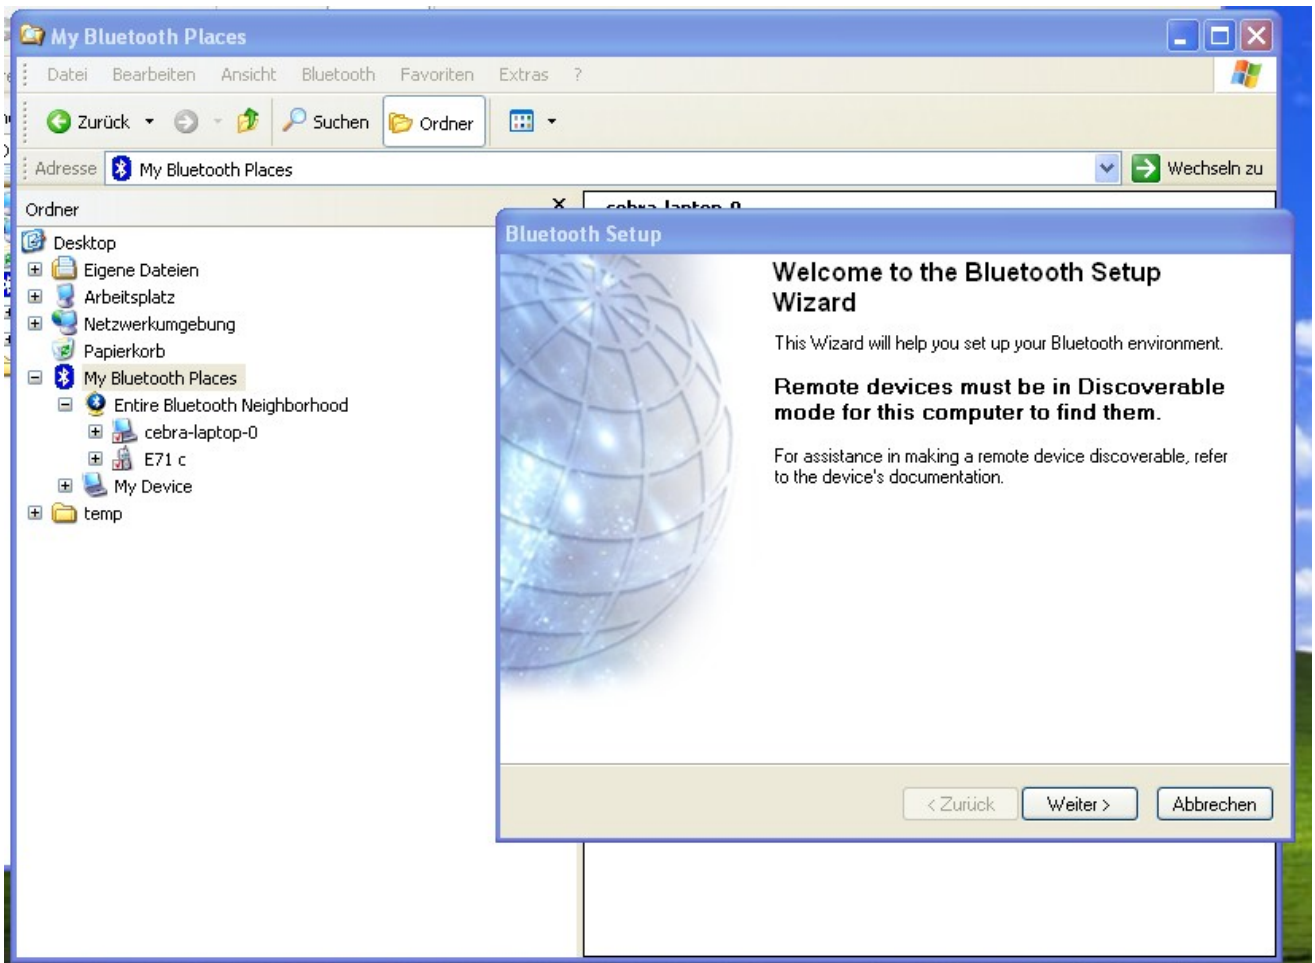 My Bluetooth Places
Datei Bearbeiten Ansicht Bluetooth Favoriten Extras ?
Zurück Suchen Ordner
Adresse My Bluetooth Places Wechseln zu
Ordner
Desktop
Eigene Dateien
Arbeitsplatz
Netzwerkumgebung
Papierkorb
My Bluetooth Places
Entire Bluetooth Neighborhood
cebra-laptop-0
E71 c
My Device
temp
cebra-laptop-0
Bluetooth Setup
Welcome to the Bluetooth Setup
Wizard
This Wizard will help you set up your Bluetooth environment.
Remote devices must be in Discoverable
mode for this computer to find them.
For assistance in making a remote device discoverable, refer
to the device's documentation.
< Zurück Weiter > Abbrechen